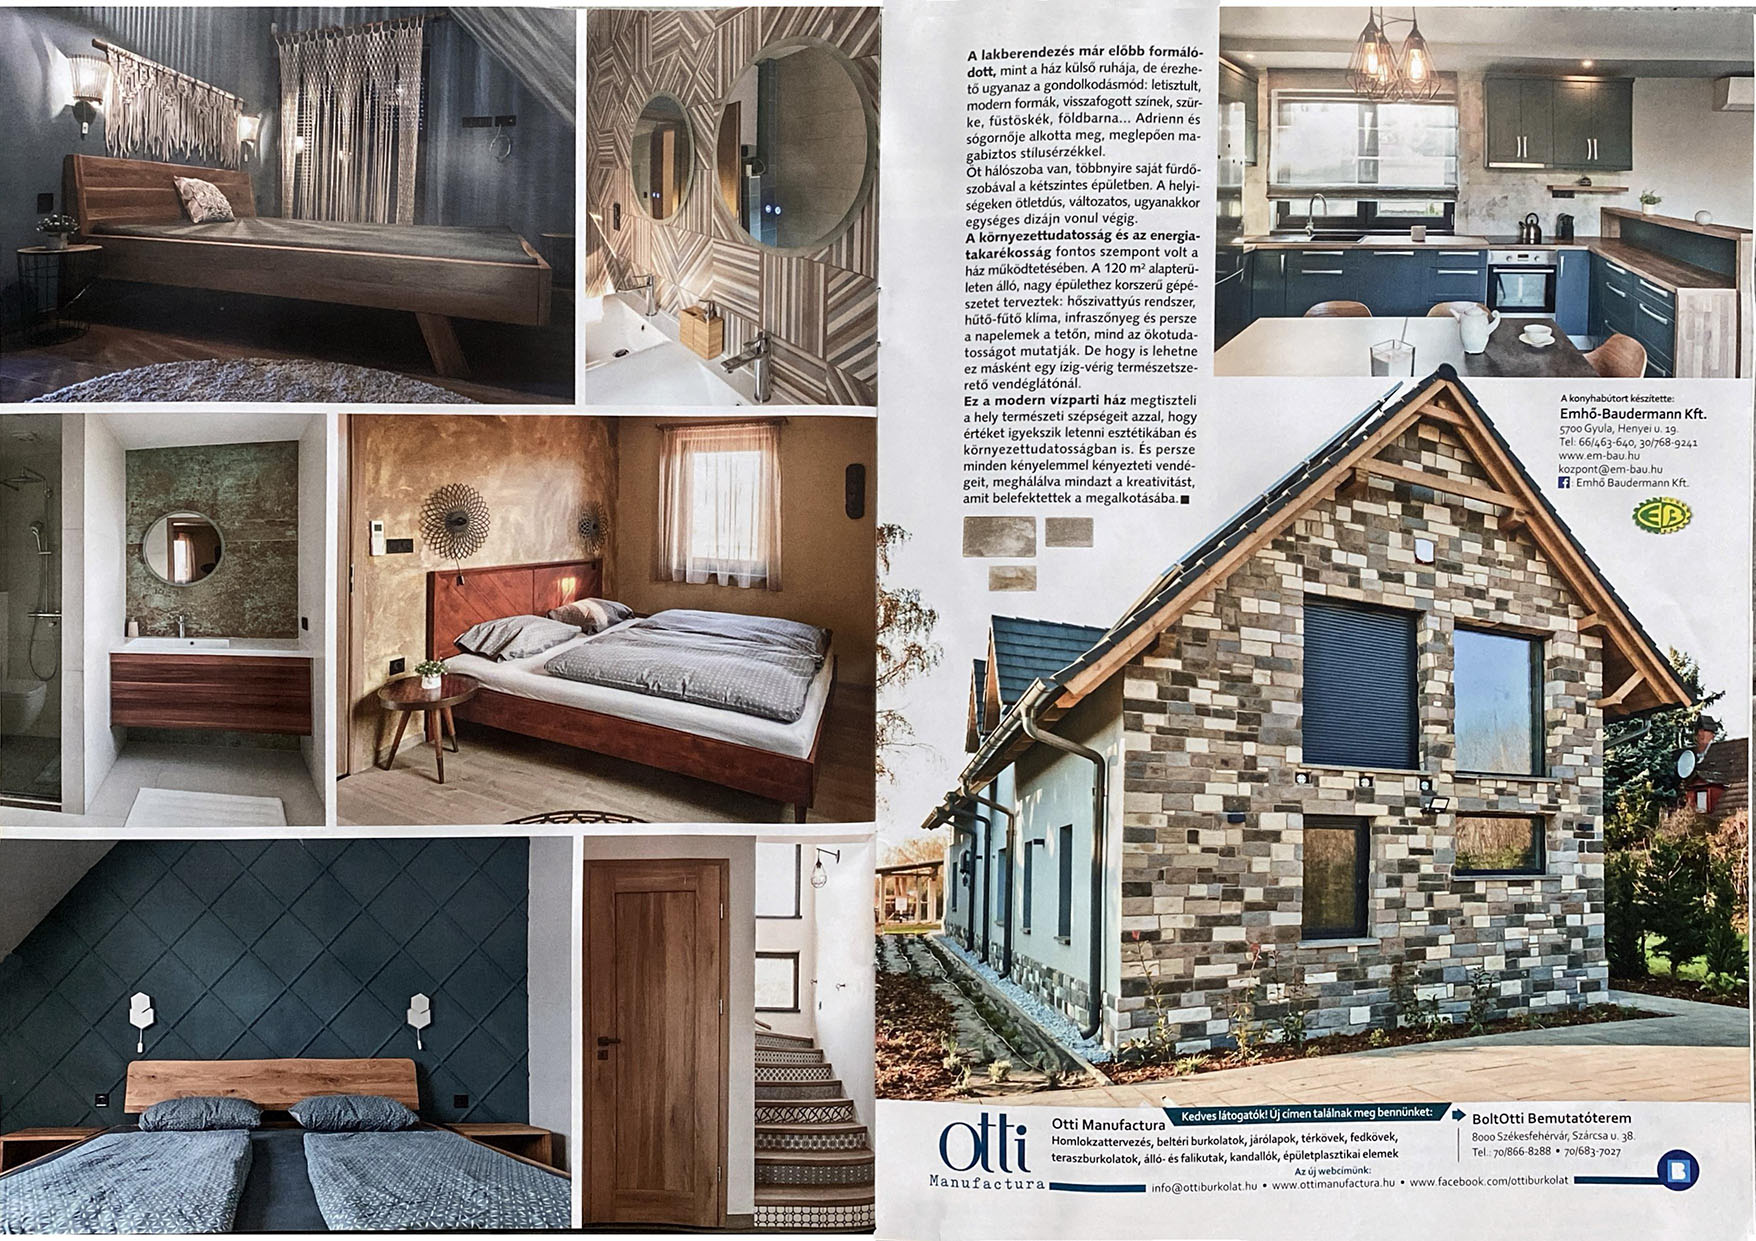 A lakberendezés már előbb formáló-
dott, mint a ház külső ruhája, de érezhe-
tő ugyanaz a gondolkodásmód: letisztult,
modern formák, visszafogott színek, szür-
ke, füstöskék, földbarna... Adrienn és
sógornője alkotta meg, meglepően ma-
gabiztos stílusérzékkel.
Öt hálószoba van, többnyire saját fürdő-
szobával a kétszintes épületben. A helyi-
ségeken ötletdús, változatos, ugyanakkor
egységes dizájn vonul végig.
A környezettudatosság és az energia-
takarékosság fontos szempont volt a
ház működtetésében. A 120 m² alapterü-
leten álló, nagy épülethez korszerű gépé-
szetet terveztek: hőszivattyús rendszer,
hűtő-fűtő klíma, infraszőnyeg és persze
a napelemek a tetőn, mind az ökotuda-
tosságot mutatják. De hogy is lehetne
ez másként egy ízig-vérig természetsze-
rető vendéglátónál.
Ez a modern vízparti ház megtiszteli
a hely természeti szépségeit azzal, hogy
értéket igyekszik letenni esztétikában és
környezettudatosságban is. És persze
minden kényelemmel kényezteti vendé-
geit, meghálálva mindazt a kreativitást,
amit belefektettek a megalkotásába.■
A konyhabútort készítette:
Emhő-Baudermann Kft.
5700 Gyula, Henyei u. 19.
Tel: 66/463-640, 30/768-9241
www.em-bau.hu
kozpont@em-bau.hu
f: Emhő Baudermann Kft.
EB
Otti
Manufactura
Otti Manufactura
Kedves látogatók! Új címen találnak meg bennünket:
Homlokzattervezés, beltéri burkolatok, járólapok, térkövek, fedkövek,
teraszburkolatok, álló- és falikutak, kandallók, épületplasztikai elemek
Az új webcímünk:
info@ottiburkolat.hu • www.ottimanufactura.hu • www.facebook.com/ottiburkolat
BoltOtti Bemutatóterem
8000 Székesfehérvár, Szárcsa u. 38.
Tel.: 70/866-8288 • 70/683-7027
B